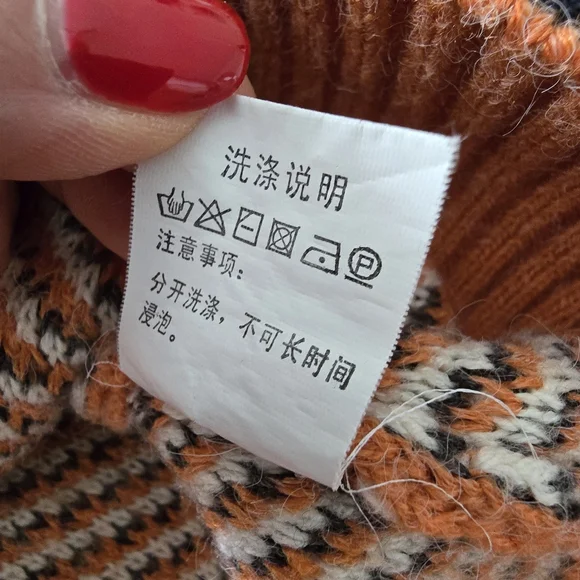 洗涤说明
P
注意事项：
分开洗涤，不可长时间
浸泡。